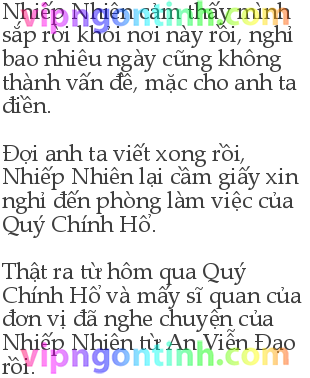 Nhiếp Nhiên cảm thấy mình
vipngontinh.com
sắp rời khỏi nơi này rồi, nghỉ
bao nhiêu ngày cũng không
thành vấn đề, mặc cho anh ta
điền.
Đợi anh ta viết xong rồi,
Nhiếp Nhiên lại cầm giấy xin
nghỉ đến phòng làm việc của
Quý Chính Hổ.
Thật ra từ hôm qua Quý
Chính Hổ và mấy sĩ quan của
đơn vị đã nghe chuyện của
Nhiếp Nhiên từ An Viễn Đạo
vipngontinh.com
rồi.